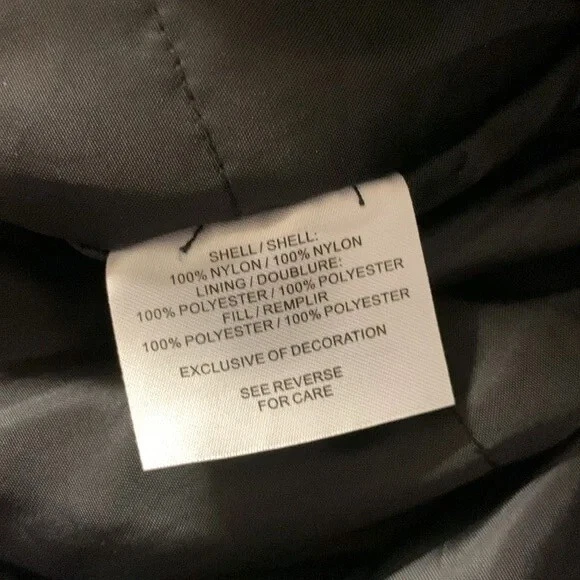 SHELL / SHELL:
100% NYLON / 100% NYLON
LINING / DOUBLURE:
100% POLYESTER / 100% POLYESTER
FILL / REMPLIR
100% POLYESTER / 100% POLYESTER
EXCLUSIVE OF DECORATION
SEE REVERSE
FOR CARE